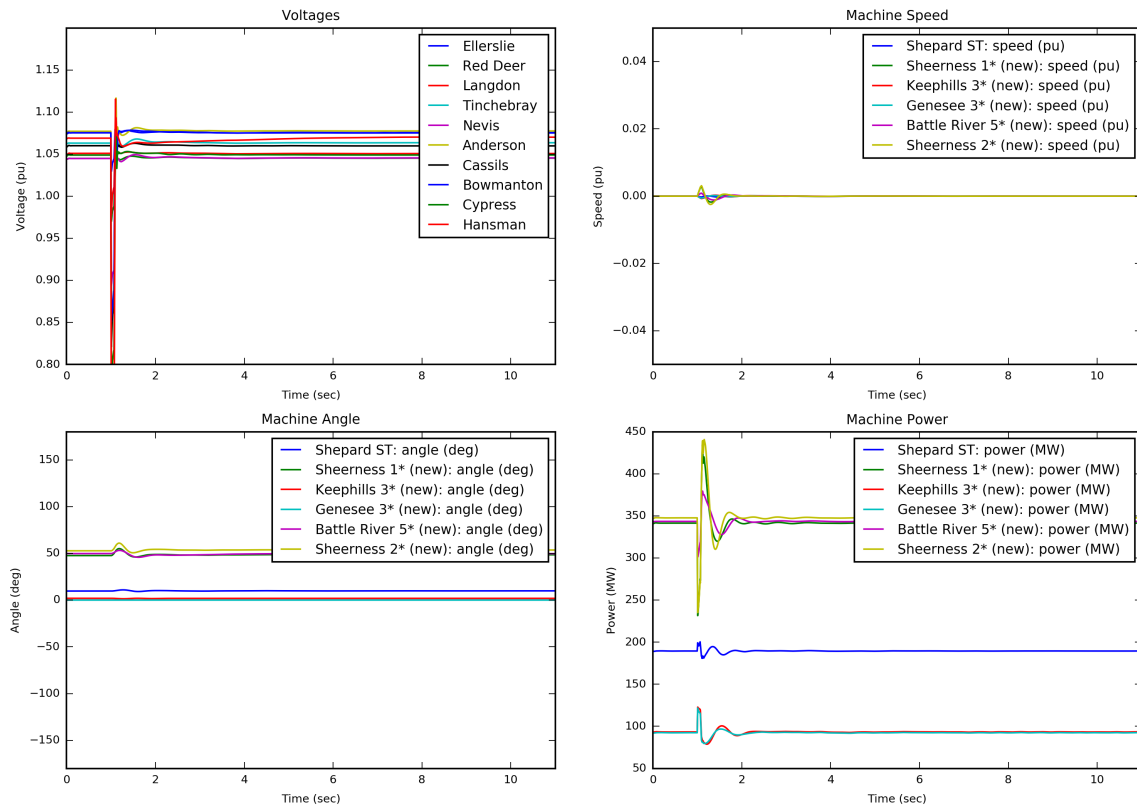 Voltages
1.15
1.10
1.05
1.00
0.95
0.90
0.85
0.80
Voltage (pu)
0 2 4 6 8 10
Time (sec)
Ellerslie
Red Deer
Langdon
Tinchebray
Nevis
Anderson
Cassils
Bowmanton
Cypress
Hansman
Machine Speed
0.04
0.02
0.00
−0.02
−0.04
Speed (pu)
0 2 4 6 8 10
Time (sec)
Shepard ST: speed (pu)
Sheerness 1* (new): speed (pu)
Keephills 3* (new): speed (pu)
Genesee 3* (new): speed (pu)
Battle River 5* (new): speed (pu)
Sheerness 2* (new): speed (pu)
Machine Angle
150
100
50
0
−50
−100
−150
Angle (deg)
0 2 4 6 8 10
Time (sec)
Shepard ST: angle (deg)
Sheerness 1* (new): angle (deg)
Keephills 3* (new): angle (deg)
Genesee 3* (new): angle (deg)
Battle River 5* (new): angle (deg)
Sheerness 2* (new): angle (deg)
Machine Power
450
400
350
300
250
200
150
100
50
Power (MW)
0 2 4 6 8 10
Time (sec)
Shepard ST: power (MW)
Sheerness 1* (new): power (MW)
Keephills 3* (new): power (MW)
Genesee 3* (new): power (MW)
Battle River 5* (new): power (MW)
Sheerness 2* (new): power (MW)